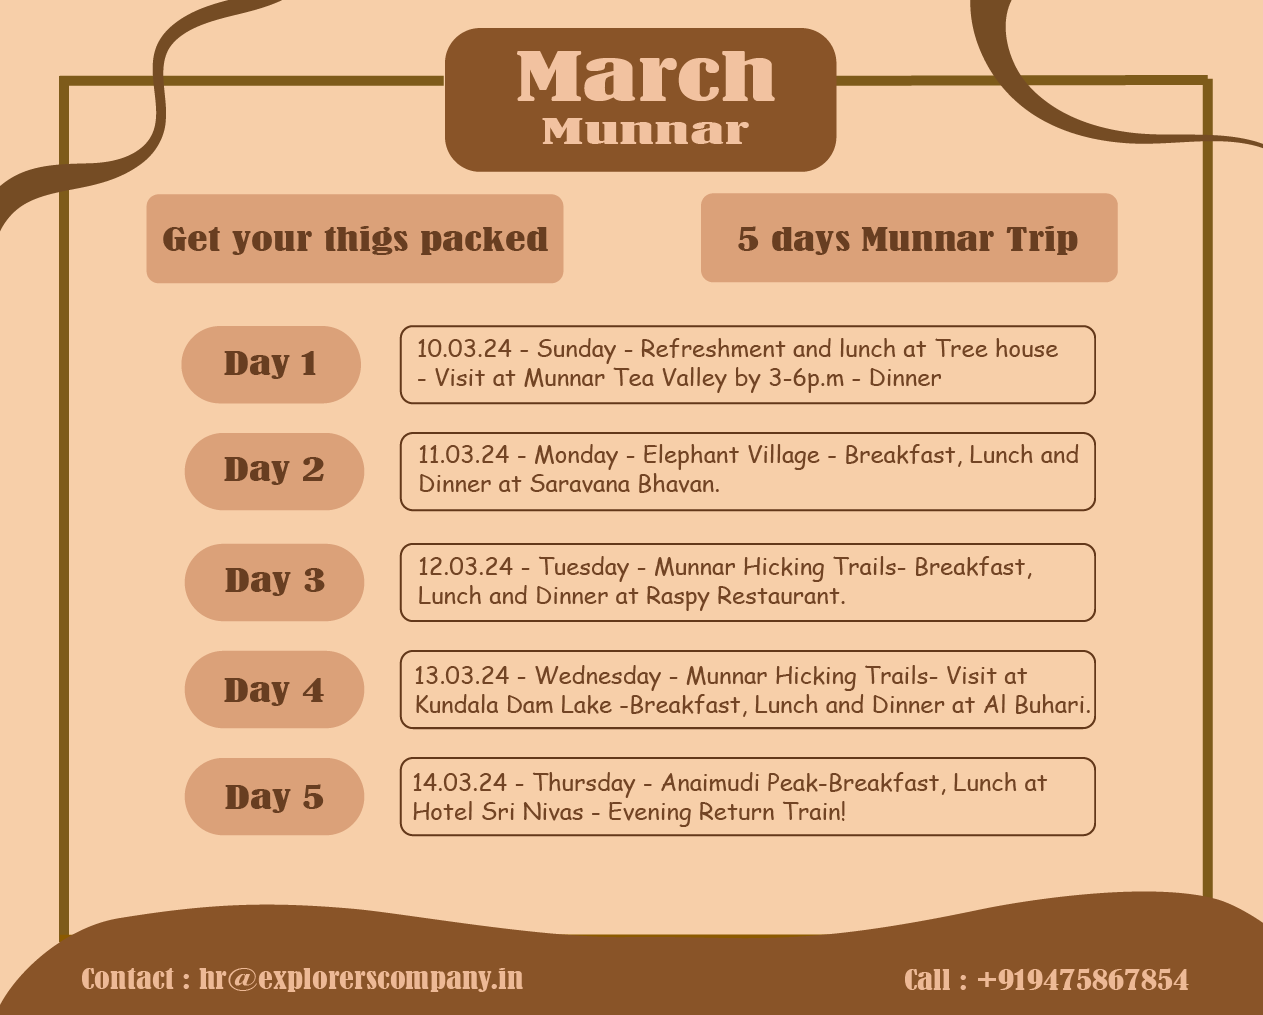 March
Munnar
Get your thigs packed
5 days Munnar Trip
Day 1
10.03.24 - Sunday - Refreshment and lunch at Tree house
- Visit at Munnar Tea Valley by 3-6p.m - Dinner
Day 2
11.03.24 - Monday - Elephant Village - Breakfast, Lunch and
Dinner at Saravana Bhavan.
Day 3
12.03.24 - Tuesday - Munnar Hicking Trails- Breakfast,
Lunch and Dinner at Raspy Restaurant.
Day 4
13.03.24 - Wednesday - Munnar Hicking Trails- Visit at
Kundala Dam Lake -Breakfast, Lunch and Dinner at Al Buhari.
Day 5
14.03.24 - Thursday - Anaimudi Peak-Breakfast, Lunch at
Hotel Sri Nivas - Evening Return Train!
Contact : hr@explorerscompany.in
Call : +919475867854